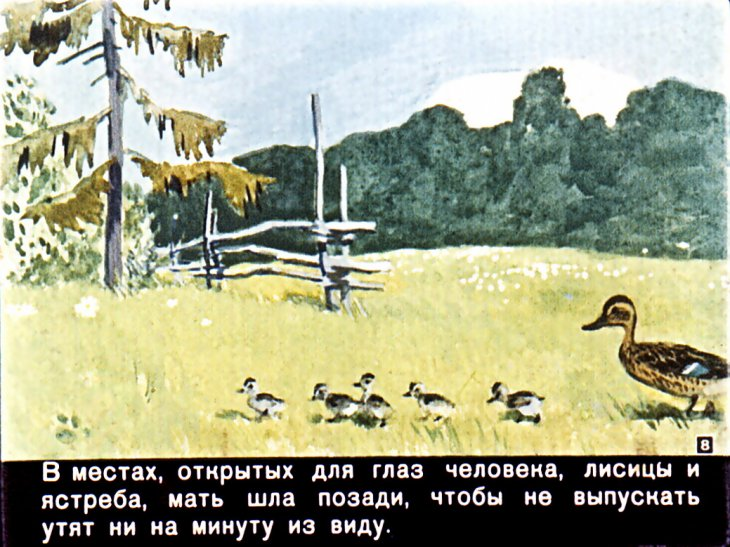 8
В местах, открытых для глаз человека, лисицы и
ястреба, мать шла позади, чтобы не выпускать
утят ни на минуту из виду.